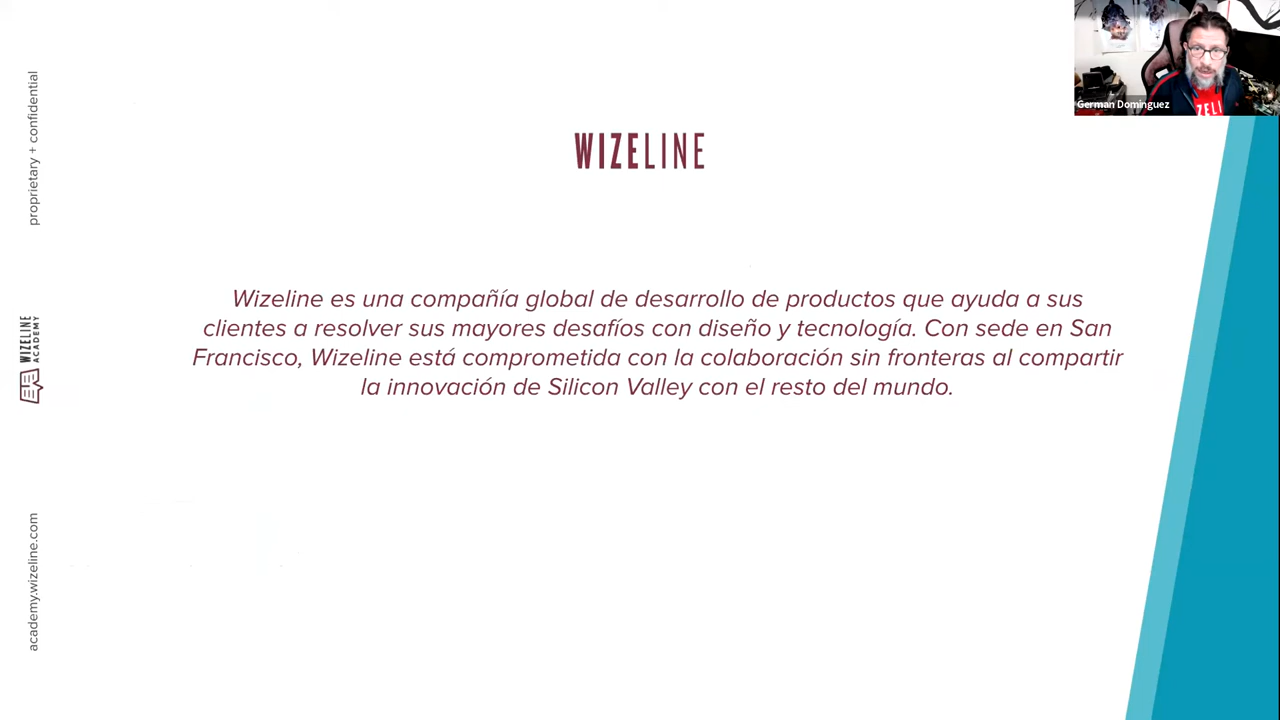 proprietary + confidential
WIZELINE
ACADEMY
academy.wizeline.com
WIZELINE
Wizeline es una compañía global de desarrollo de productos que ayuda a sus
clientes a resolver sus mayores desafíos con diseño y tecnología. Con sede en San
Francisco, Wizeline está comprometida con la colaboración sin fronteras al compartir
la innovación de Silicon Valley con el resto del mundo.
German Dominguez